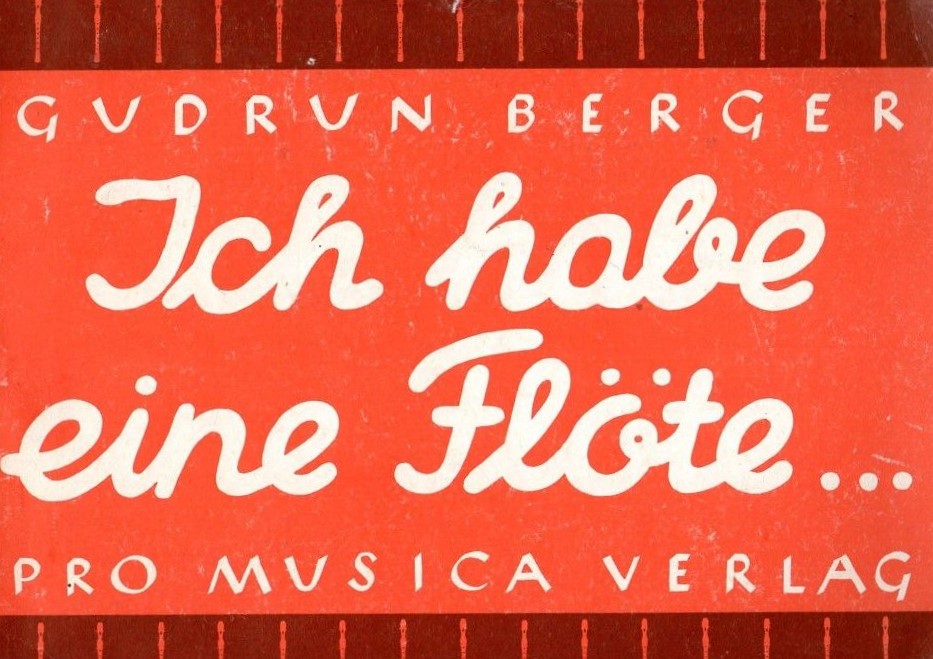 GUDRUN BERGER
Ich habe
eine Flöte...
PRO MUSICA VERLAG